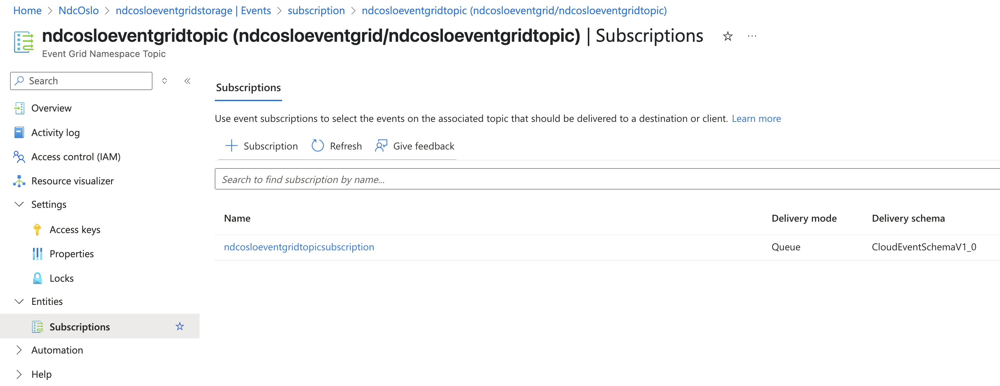 Home > NdcOslo > ndcosloeventgridstorage | Events > subscription > ndcosloeventgridtopic (ndcosloeventgrid/ndcosloeventgridtopic)
ndcosloeventgridtopic (ndcosloeventgrid/ndcosloeventgridtopic) | Subscriptions
Event Grid Namespace Topic
Search
Overview
Activity log
Access control (IAM)
Resource visualizer
Settings
Access keys
Properties
Locks
Entities
Subscriptions
Automation
Help
Subscriptions
Use event subscriptions to select the events on the associated topic that should be delivered to a destination or client. Learn more
Subscription Refresh Give feedback
Search to find subscription by name...
Name Delivery mode Delivery schema
ndcosloeventgridtopicsubscription Queue CloudEventSchemaV1_0